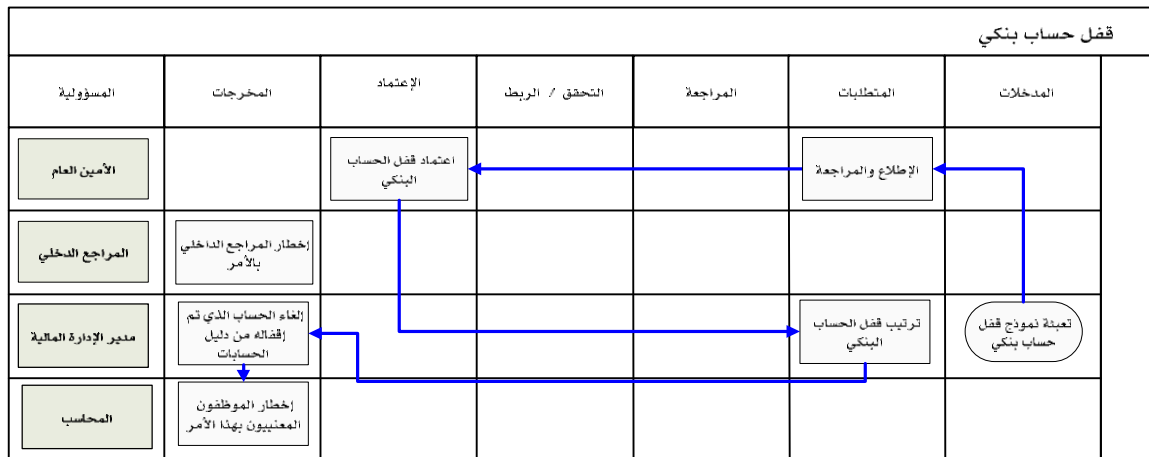 قفل حساب بنكي
المدخلات
المتطلبات
المراجعة
التحقق / الربط
الإعتماد
المخرجات
المسؤولية
الإطلاع والمراجعة
اعتماد قفل الحساب
البنكي
الأمين العام
إخطار المراجع الداخلي
بالأمر
المراجع الدخلي
تعبئة نموذج قفل
حساب بنكي
ترتيب قفل الحساب
البنكي
إلغاء الحساب الذي تم
إقفاله من دليل
الحسابات
مدير الإدارة المالية
إخطار الموظفون
المعنييون بهذا الأمر
المحاسب